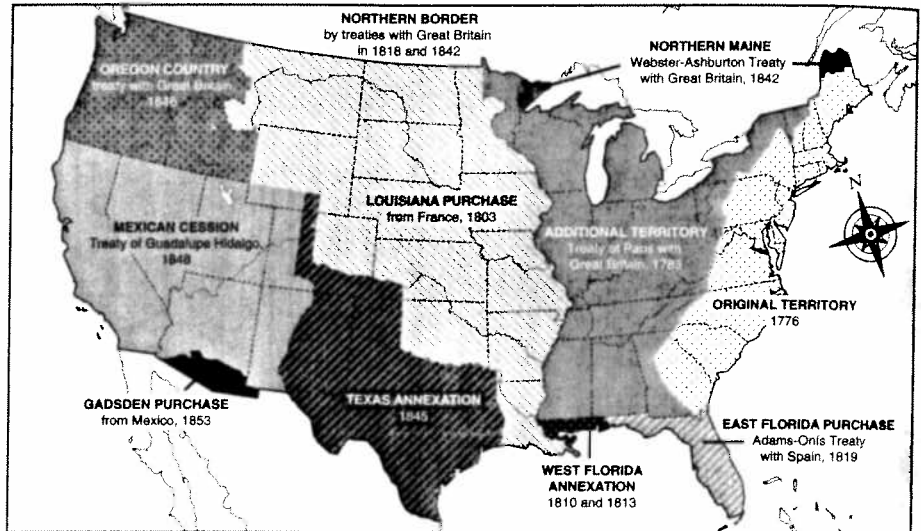 NORTHERN BORDER
by treaties with Great Britain
in 1818 and 1842
NORTHERN MAINE
Webster-Ashburton Treaty
with Great Britain, 1842
OREGON COUNTRY
treaty with Great Britain,
1846
N
LOUISIANA PURCHASE
from France, 1803
MEXICAN CESSION
Treaty of Guadalupe Hidalgo,
1848
ADDITIONAL TERRITORY
Treaty of Paris with
Great Britain, 1783
ORIGINAL TERRITORY
1776
GADSDEN PURCHASE
from Mexico, 1853
TEXAS ANNEXATION
1845
EAST FLORIDA PURCHASE
Adams-Onís Treaty
with Spain, 1819
WEST FLORIDA
ANNEXATION
1810 and 1813